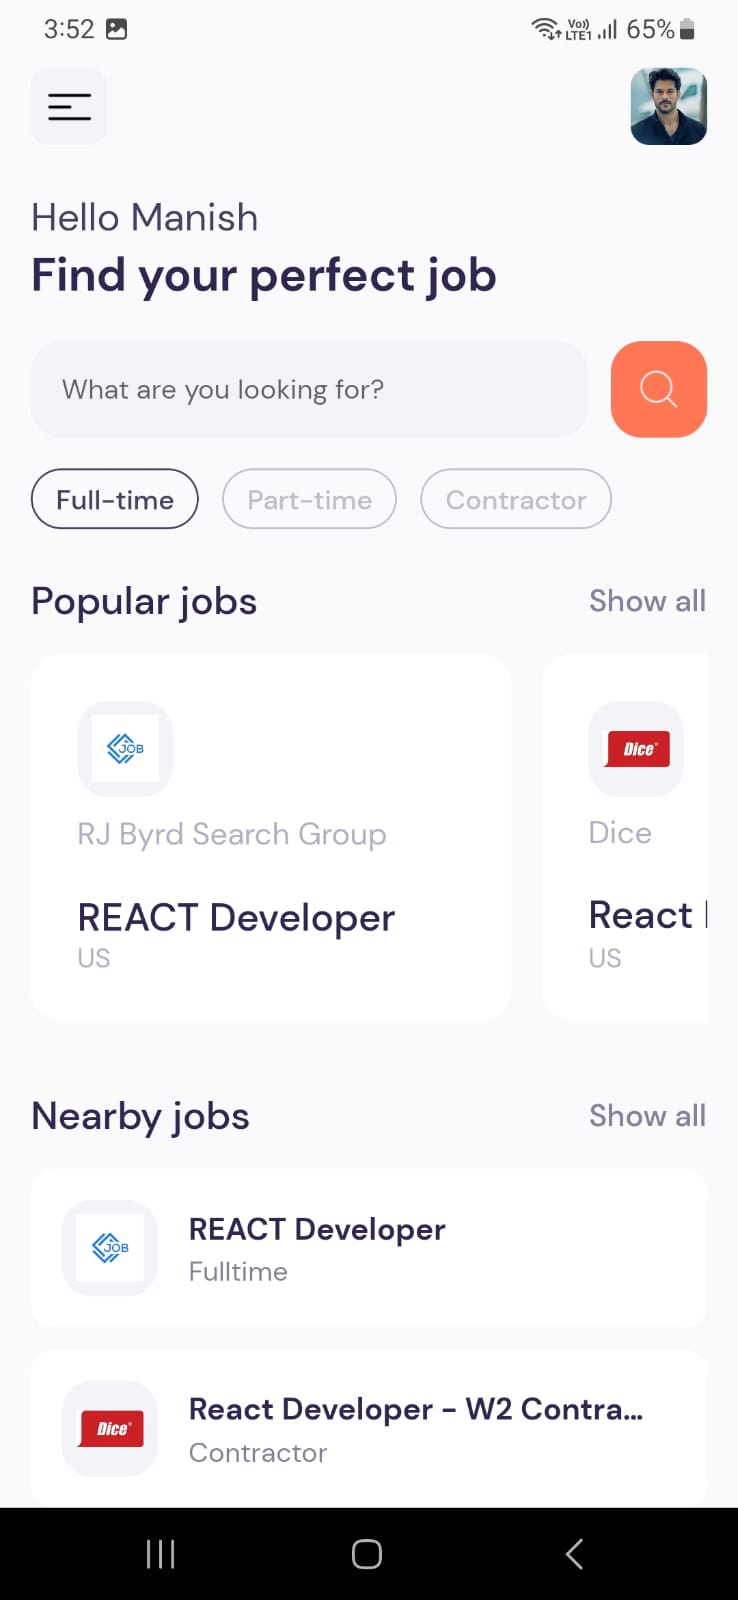 3:52
Vo)) LTE1 65%
Hello Manish
Find your perfect job
What are you looking for?
Full-time Part-time Contractor
Popular jobs Show all
JOB
Dice
RJ Byrd Search Group
Dice
REACT Developer
React
US
US
Nearby jobs Show all
JOB
REACT Developer
Fulltime
Dice
React Developer - W2 Contra...
Contractor